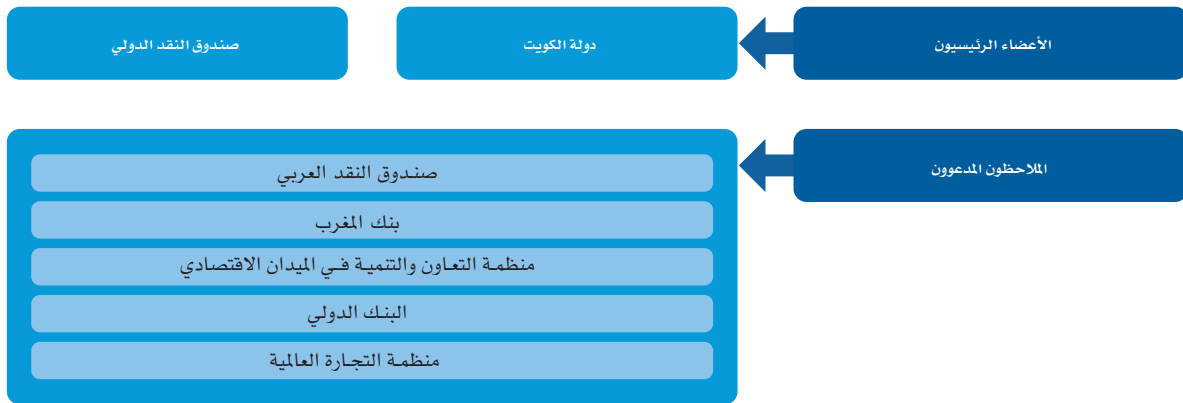 الأعضاء الرئيسيون
دولة الكويت
صندوق النقد الدولي
الملاحظون المدعوون
صندوق النقد العربي
بنك المغرب
منظمة التعاون والتنمية في الميدان الاقتصادي
البنك الدولي
منظمة التجارة العالمية